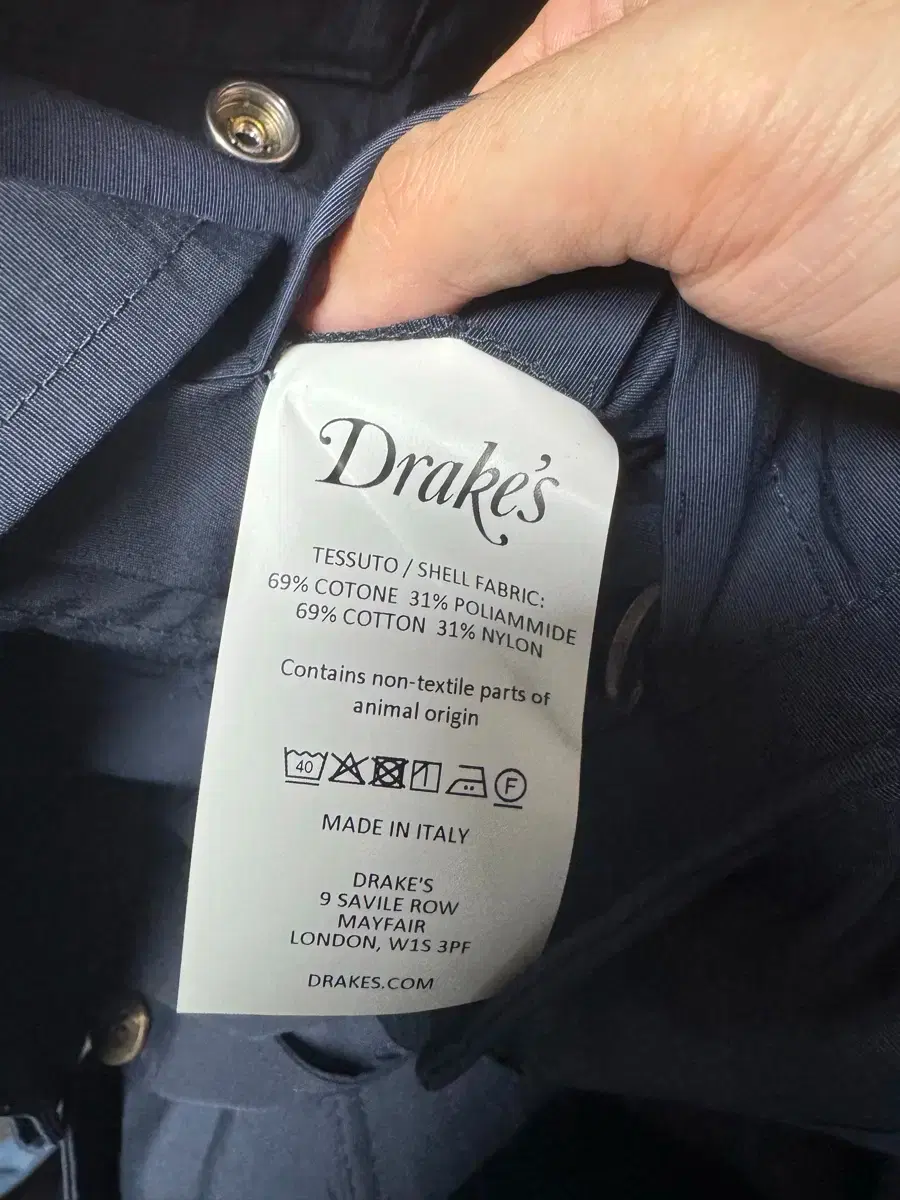 Drake's
TESSUTO / SHELL FABRIC:
69% COTONE 31% POLIAMMIDE
69% COTTON 31% NYLON
Contains non-textile parts of
animal origin
40
F
MADE IN ITALY
DRAKE'S
9 SAVILE ROW
MAYFAIR
LONDON, W1S 3PF
DRAKES.COM